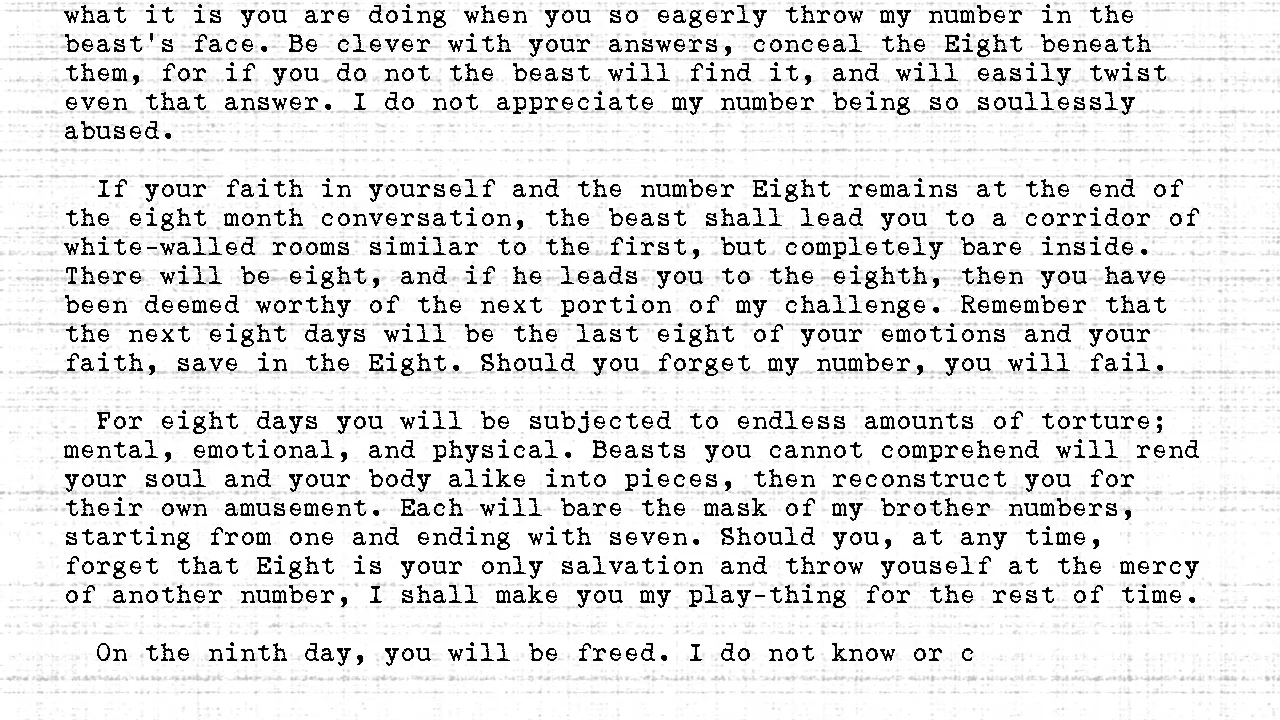 what it is you are doing when you so eagerly throw my number in the
beast's face. Be clever with your answers, conceal the Eight beneath
them, for if you do not the beast will find it, and will easily twist
even that answer. I do not appreciate my number being so soullessly
abused.
If your faith in yourself and the number Eight remains at the end of
the eight month conversation, the beast shall lead you to a corridor of
white-walled rooms similar to the first, but completely bare inside.
There will be eight, and if he leads you to the eighth, then you have
been deemed worthy of the next portion of my challenge. Remember that
the next eight days will be the last eight of your emotions and your
faith, save in the Eight. Should you forget my number, you will fail.
For eight days you will be subjected to endless amounts of torture;
mental, emotional, and physical. Beasts you cannot comprehend will rend
your soul and your body alike into pieces, then reconstruct you for
their own amusement. Each will bare the mask of my brother numbers,
starting from one and ending with seven. Should you, at any time,
forget that Eight is your only salvation and throw youself at the mercy
of another number, I shall make you my play-thing for the rest of time.
On the ninth day, you will be freed. I do not know or c